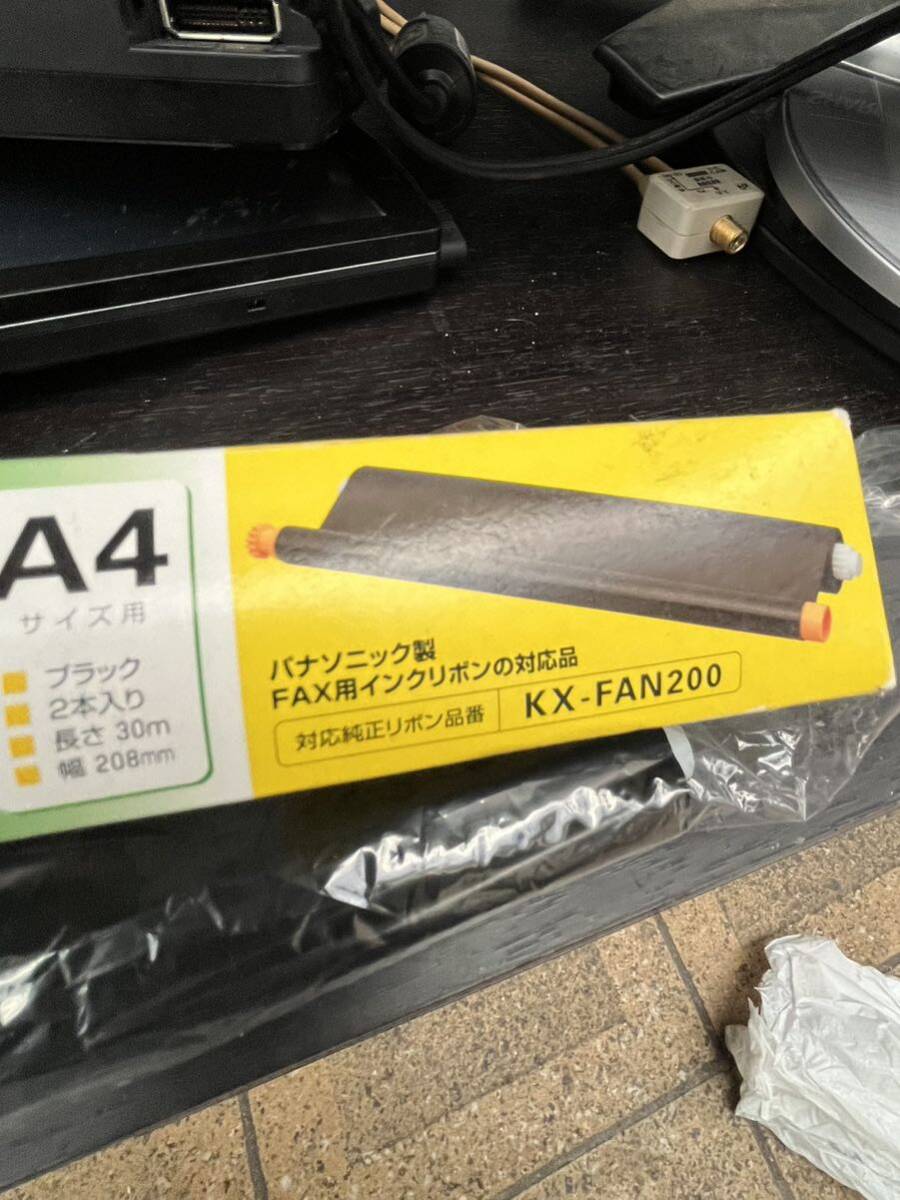 A4
サイズ用
ブラック
2本入り
長さ 30m
幅 208mm
パナソニック製
FAX用インクリボンの対応品
対応純正リボン品番
KX-FAN200